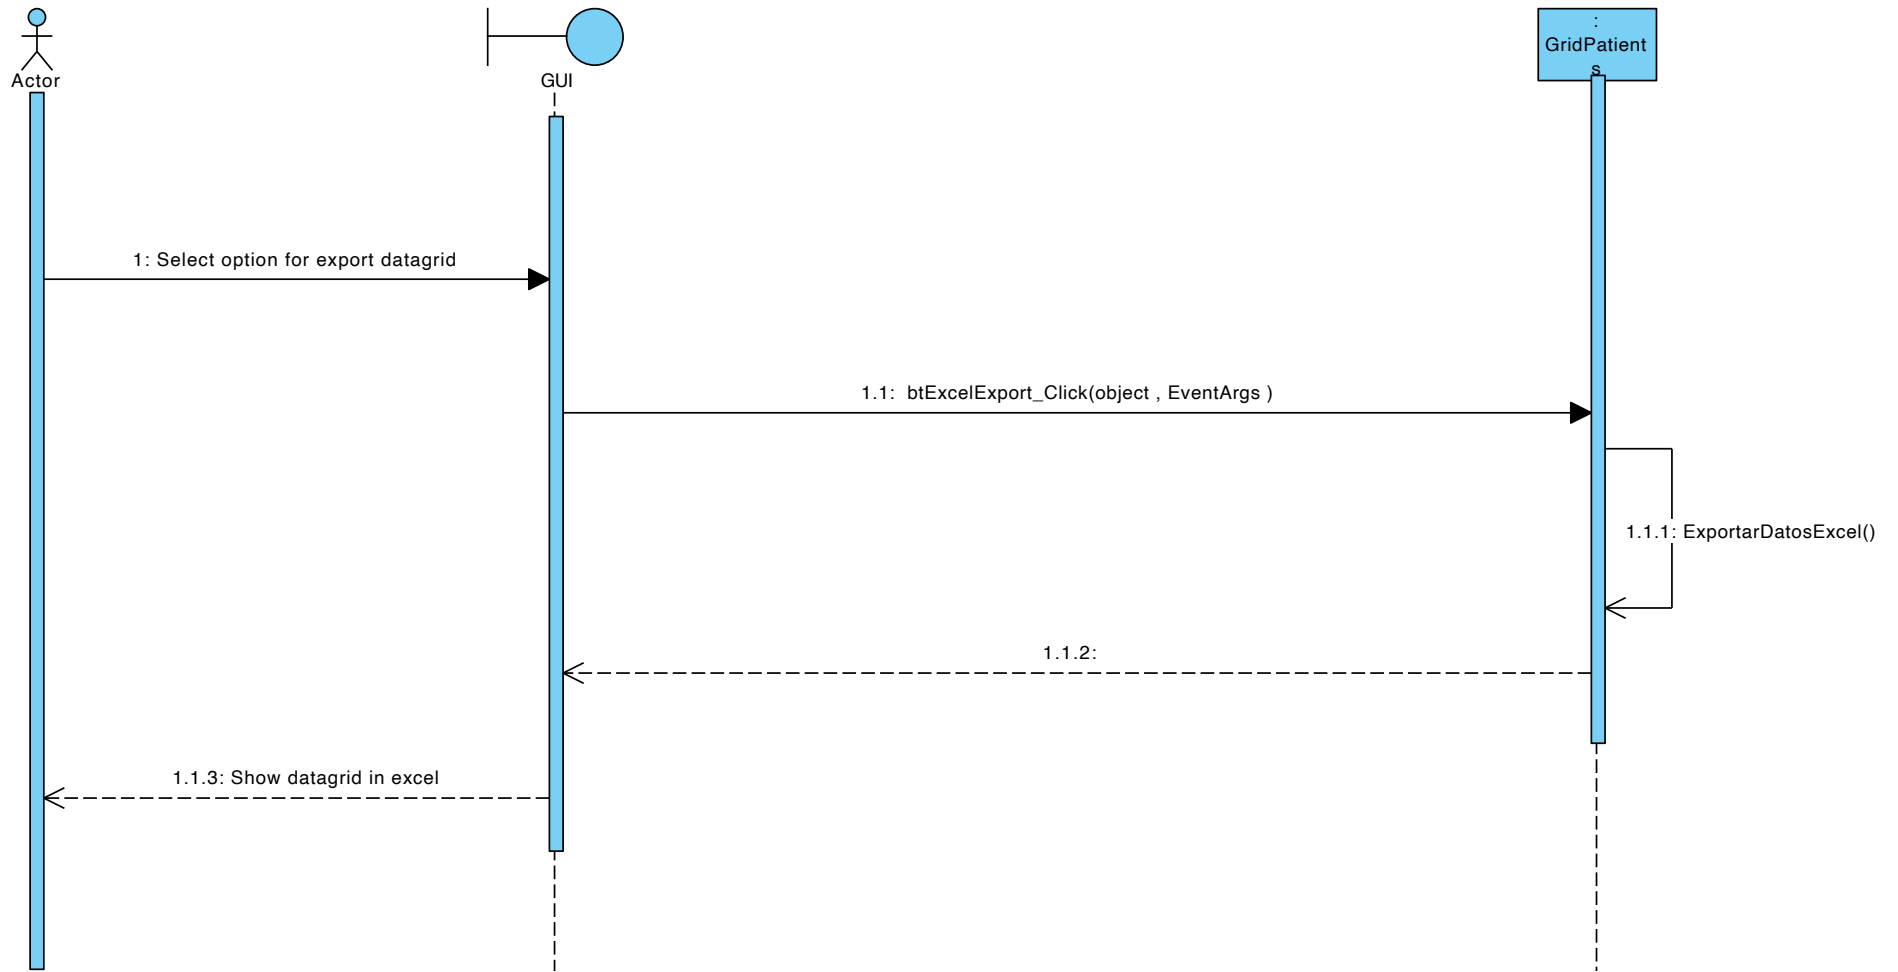 Actor
GUI
:
GridPatient
s
1: Select option for export datagrid
1.1:  btExcelExport_Click(object , EventArgs )
1.1.1: ExportarDatosExcel()
1.1.2:
1.1.3: Show datagrid in excel